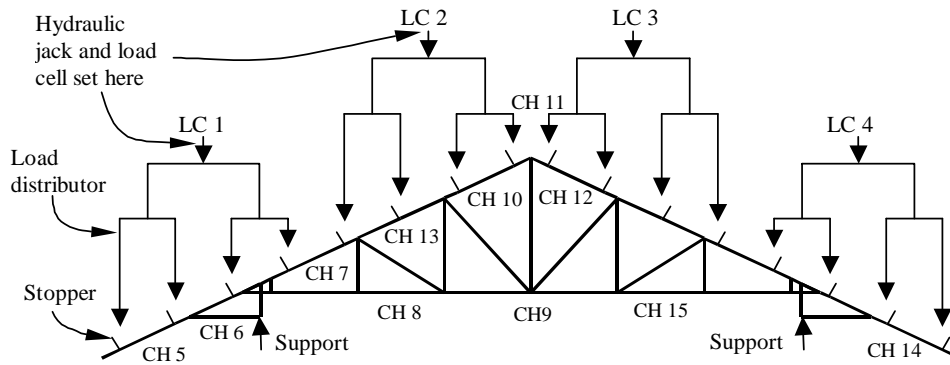 Hydraulic
jack and load
cell set here
LC 2
LC 3
CH 11
LC 1
LC 4
Load
distributor
CH 10
CH 12
CH 13
CH 7
Stopper
CH 8
CH9
CH 15
CH 6
CH 5
Support
Support
CH 14